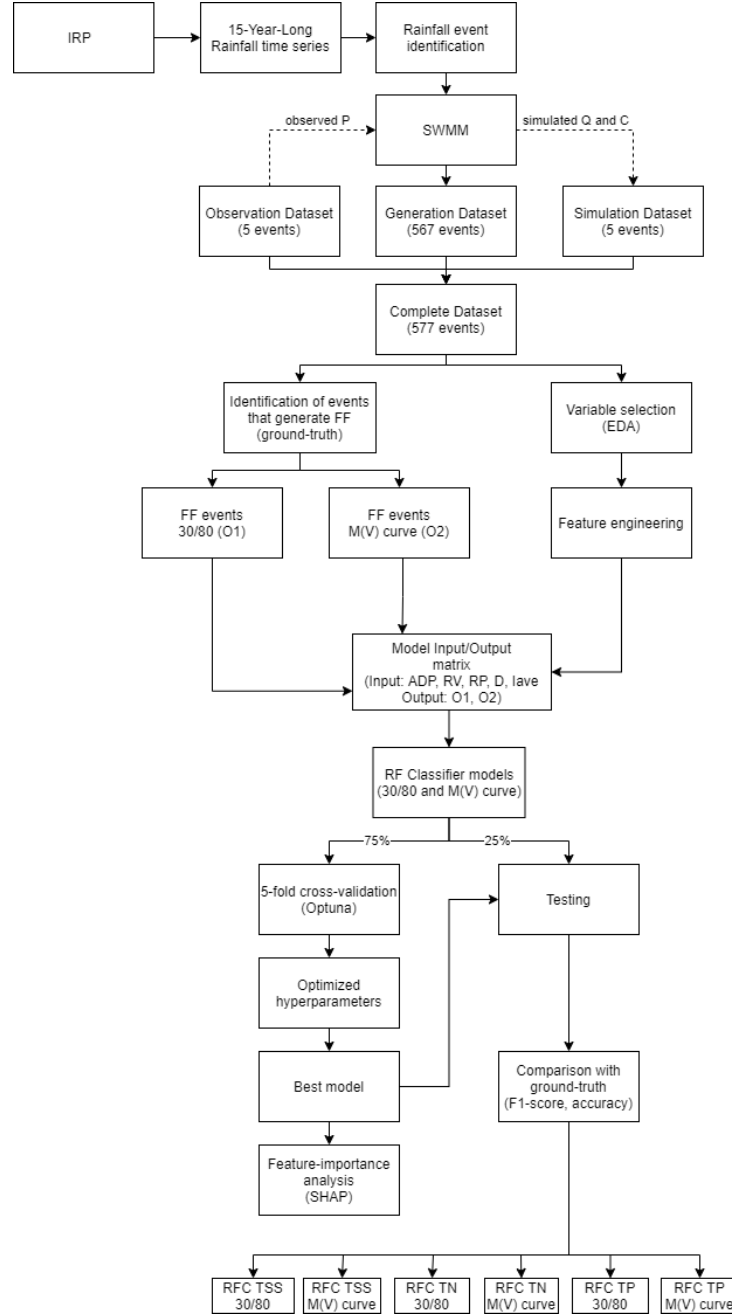 IRP
15-Year-Long
Rainfall time series
Rainfall event
identification
observed P
SWMM
simulated Q and C
Observation Dataset
(5 events)
Generation Dataset
(567 events)
Simulation Dataset
(5 events)
Complete Dataset
(577 events)
Identification of events
that generate FF
(ground-truth)
Variable selection
(EDA)
FF events
30/80 (O1)
FF events
M(V) curve (O2)
Feature engineering
Model Input/Output
matrix
(Input: ADP, RV, RP, D, Iave
Output: O1, O2)
RF Classifier models
(30/80 and M(V) curve)
75%
25%
5-fold cross-validation
(Optuna)
Testing
Optimized
hyperparameters
Best model
Comparison with
ground-truth
(F1-score, accuracy)
Feature-importance
analysis
(SHAP)
RFC TSS
30/80
RFC TSS
M(V) curve
RFC TN
30/80
RFC TN
M(V) curve
RFC TP
30/80
RFC TP
M(V) curve